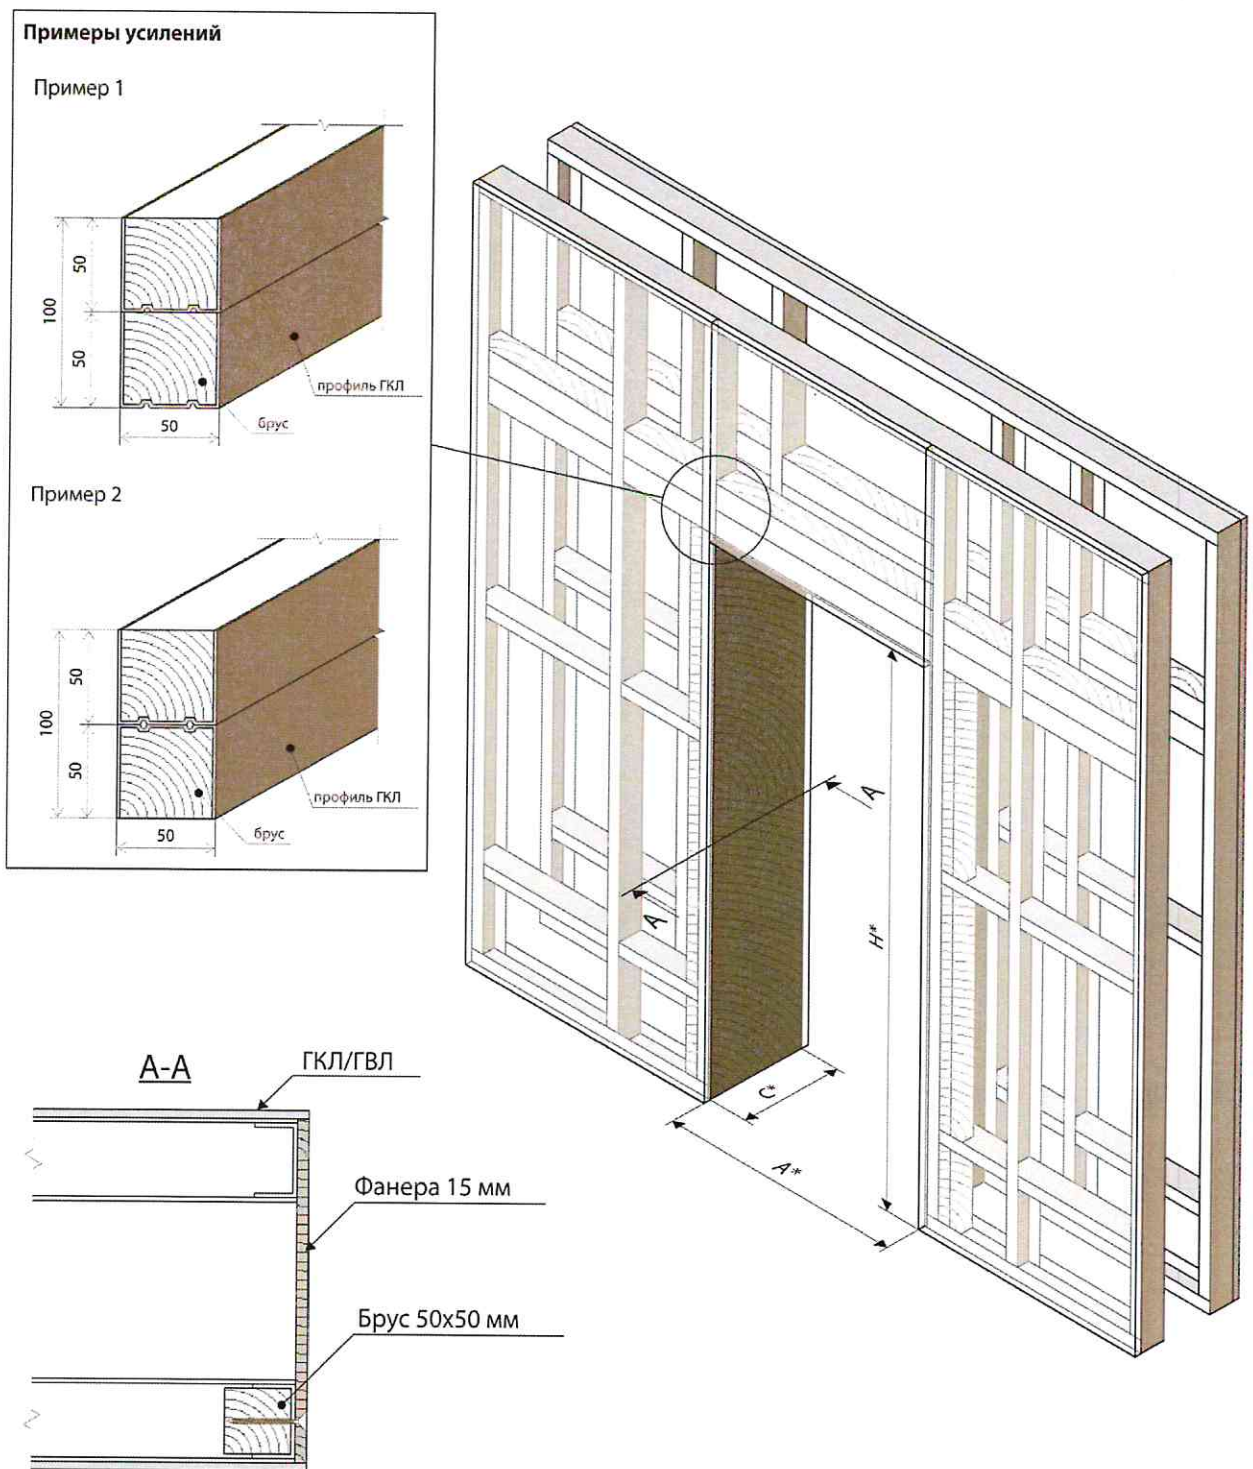 Примеры усилений
Пример 1
50
100
50
профиль ГКЛ
брус
50
Пример 2
50
100
50
профиль ГКЛ
брус
50
А
А
Н*
С*
А*
А-А
ГКЛ/ГВЛ
Фанера 15 мм
Брус 50х50 мм